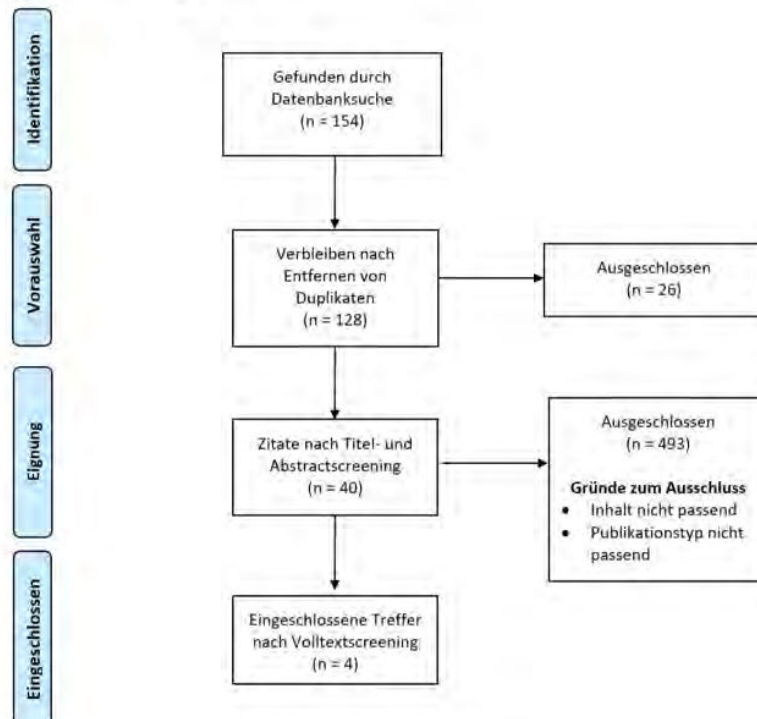 Identifikation
Gefunden durch
Datenbanksuche
(n = 154)
Vorauswahl
Verbleiben nach
Entfernen von
Duplikaten
(n = 128)
Ausgeschlossen
(n = 26)
Eignung
Zitate nach Titel- und
Abstractscreening
(n = 40)
Ausgeschlossen
(n = 493)
Gründe zum Ausschluss
• Inhalt nicht passend
• Publikationstyp nicht
passend
Eingeschlossen
Eingeschlossene Treffer
nach Volltextscreening
(n = 4)